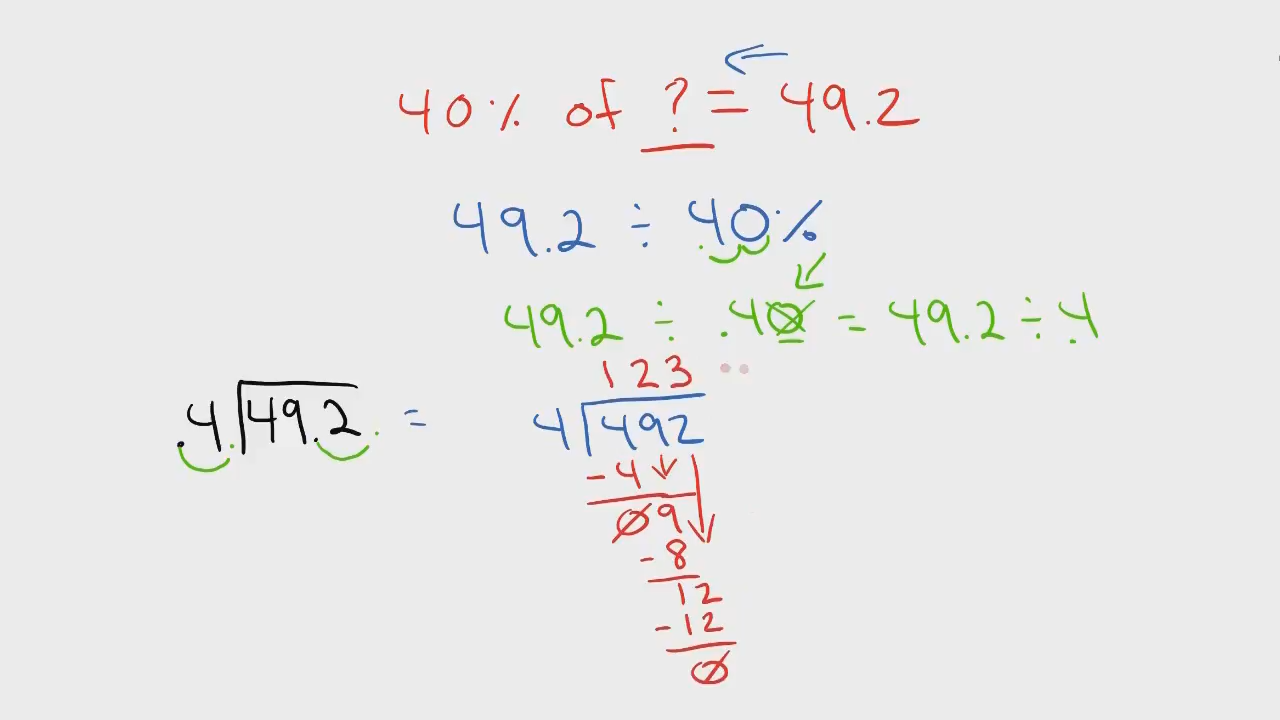 40% of ? = 49.2
49.2 ÷ .40%
49.2 ÷ .40 = 49.2 ÷ .4
123
.4.)49.2. = 4)492
-4
09
-8
12
-12
0